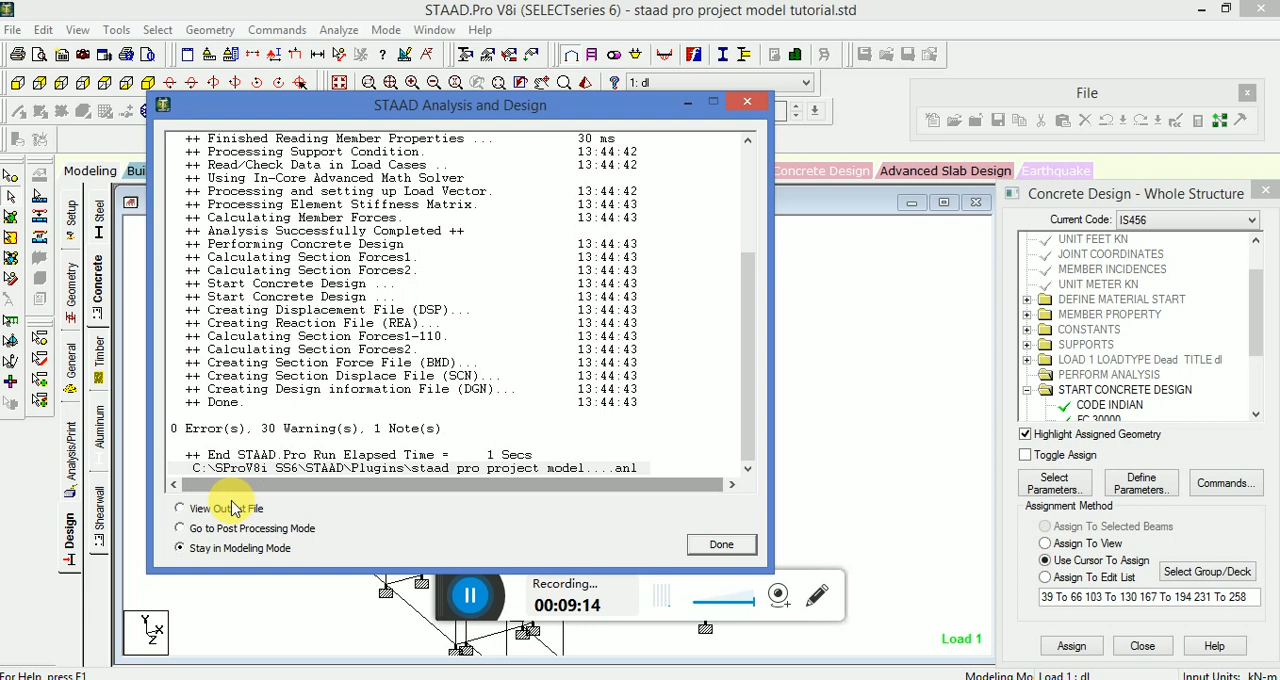 STAAD.Pro V8i (SELECTseries 6) - staad pro project model tutorial.std
File Edit View Tools Select Geometry Commands Analyze Mode Window Help
1: dl
File
STAAD Analysis and Design
Modeling
Concrete Design Advanced Slab Design Earthquake
++ Finished Reading Member Properties ... 30 ms
++ Processing Support Condition. 13:44:42
++ Read/Check Data in Load Cases .. 13:44:42
++ Using In-Core Advanced Math Solver
++ Processing and setting up Load Vector. 13:44:42
++ Processing Element Stiffness Matrix. 13:44:42
++ Calculating Member Forces. 13:44:42
++ Analysis Successfully Completed ++
++ Performing Concrete Design 13:44:43
++ Calculating Section Forces1. 13:44:43
++ Calculating Section Forces2. 13:44:43
++ Start Concrete Design ... 13:44:43
++ Start Concrete Design ... 13:44:43
++ Creating Displacement File (DSP)... 13:44:43
++ Creating Reaction File (REA)... 13:44:43
++ Calculating Section Forces1-110. 13:44:43
++ Calculating Section Forces2. 13:44:43
++ Creating Section Force File (BMD)... 13:44:43
++ Creating Section Displace File (SCN)... 13:44:43
++ Creating Design information File (DGN)... 13:44:43
++ Done. 13:44:43
0 Error(s), 30 Warning(s), 1 Note(s)
++ End STAAD.Pro Run Elapsed Time = 1 Secs
C:\SProV8i SS6\STAAD\Plugins\staad pro project model....anl
View Output File
Go to Post Processing Mode
Stay in Modeling Mode
Done
Recording...
00:09:14
Load 1
Setup
Geometry
General
Analysis/Print
Design
Steel
Concrete
Timber
Aluminum
Shearwall
Concrete Design - Whole Structure
Current Code: IS456
UNIT FEET KN
JOINT COORDINATES
MEMBER INCIDENCES
UNIT METER KN
DEFINE MATERIAL START
MEMBER PROPERTY
CONSTANTS
SUPPORTS
LOAD 1 LOADTYPE Dead TITLE dl
PERFORM ANALYSIS
START CONCRETE DESIGN
CODE INDIAN
FC 30000
Highlight Assigned Geometry
Toggle Assign
Select Parameters..
Define Parameters..
Commands...
Assignment Method
Assign To Selected Beams
Assign To View
Use Cursor To Assign
Assign To Edit List
Select Group/Deck
39 To 66 103 To 130 167 To 194 231 To 258
Assign Close Help
Y
X
Z
For Help, press F1
Modeling Mo Load 1 : dl Input Units: kN-m